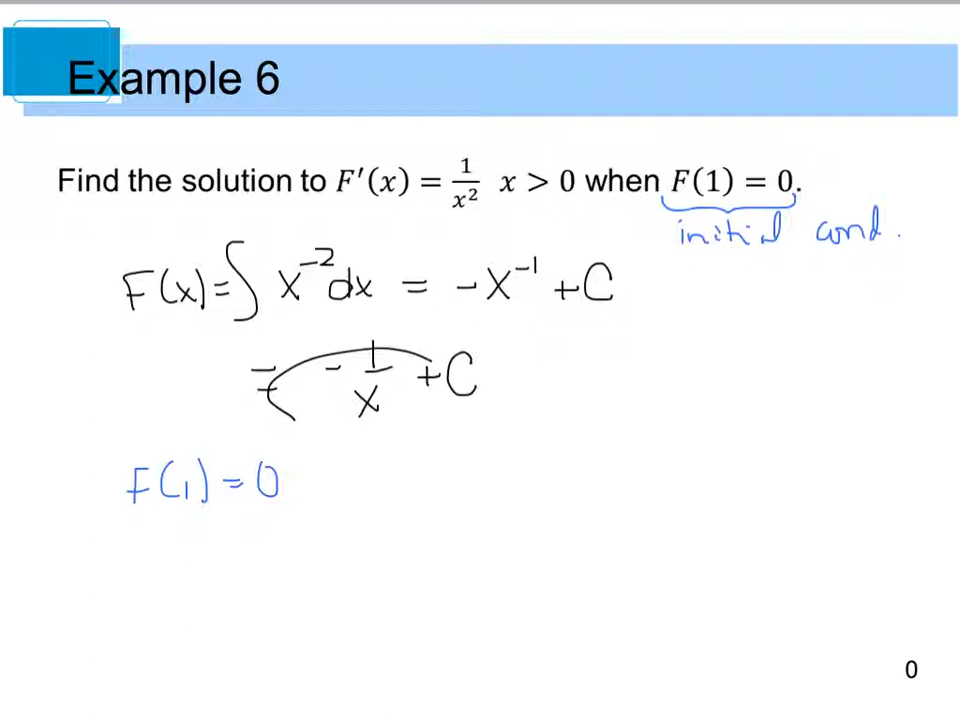 Example 6
Find the solution to F′(x) = 1/x² x > 0 when F(1) = 0.
initial cond.
F(x) = ∫ x⁻² dx = -x⁻¹ + C
= -1/x + C
F(1) = 0
0